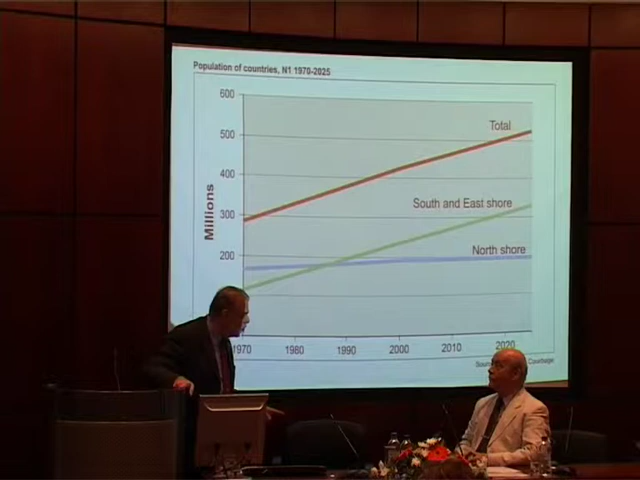 Population of countries, N1 1970-2025
600
500
400
300
200
Millions
Total
South and East shore
North shore
1970 1980 1990 2000 2010 2020
Courbage